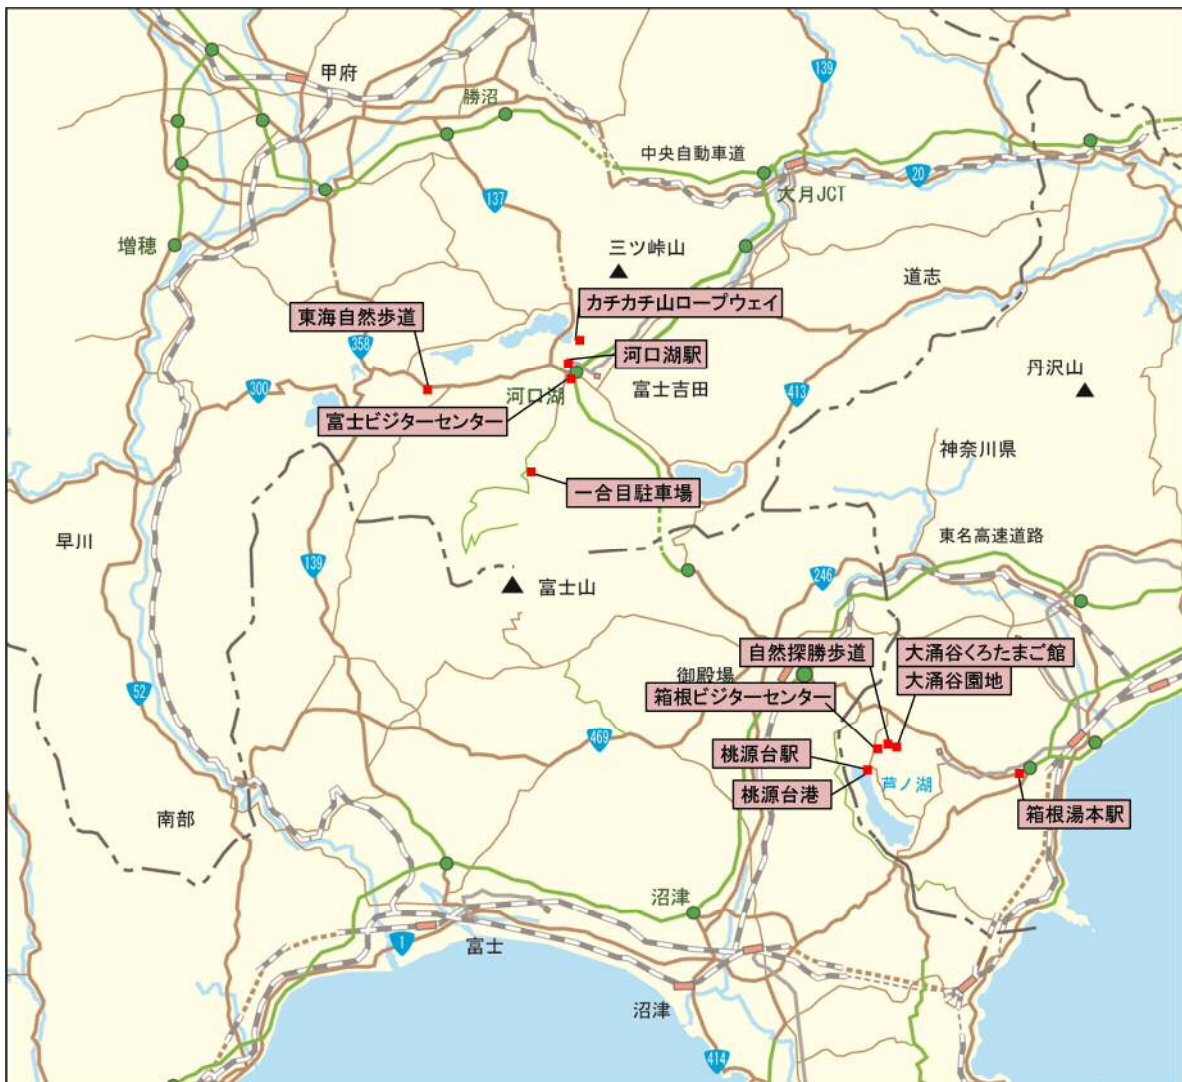 甲府
139
勝沼
中央自動車道
20
137
大月JCT
増穂
三ツ峠山
道志
カチカチ山ロープウェイ
東海自然歩道
358
河口湖駅
丹沢山
300
河口湖
富士吉田
413
富士ビジターセンター
神奈川県
一合目駐車場
早川
東名高速道路
139
富士山
246
自然探勝歩道
大涌谷くろたまご館
御殿場
大涌谷園地
52
箱根ビジターセンター
469
桃源台駅
芦ノ湖
桃源台港
南部
箱根湯本駅
沼津
1
富士
沼津
414